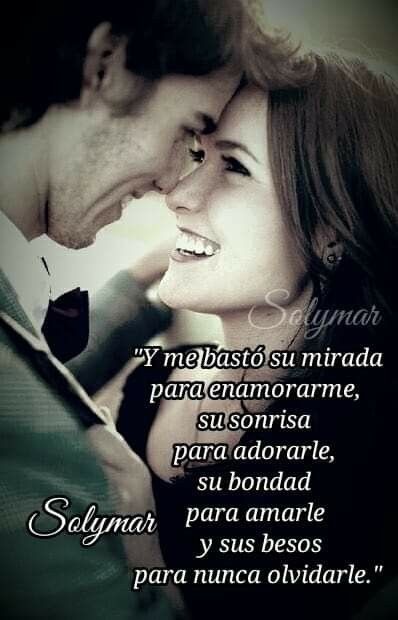 Solymar
"Y me bastó su mirada
para enamorarme,
su sonrisa
para adorarle,
su bondad
para amarle
y sus besos
para nunca olvidarle."
Solymar